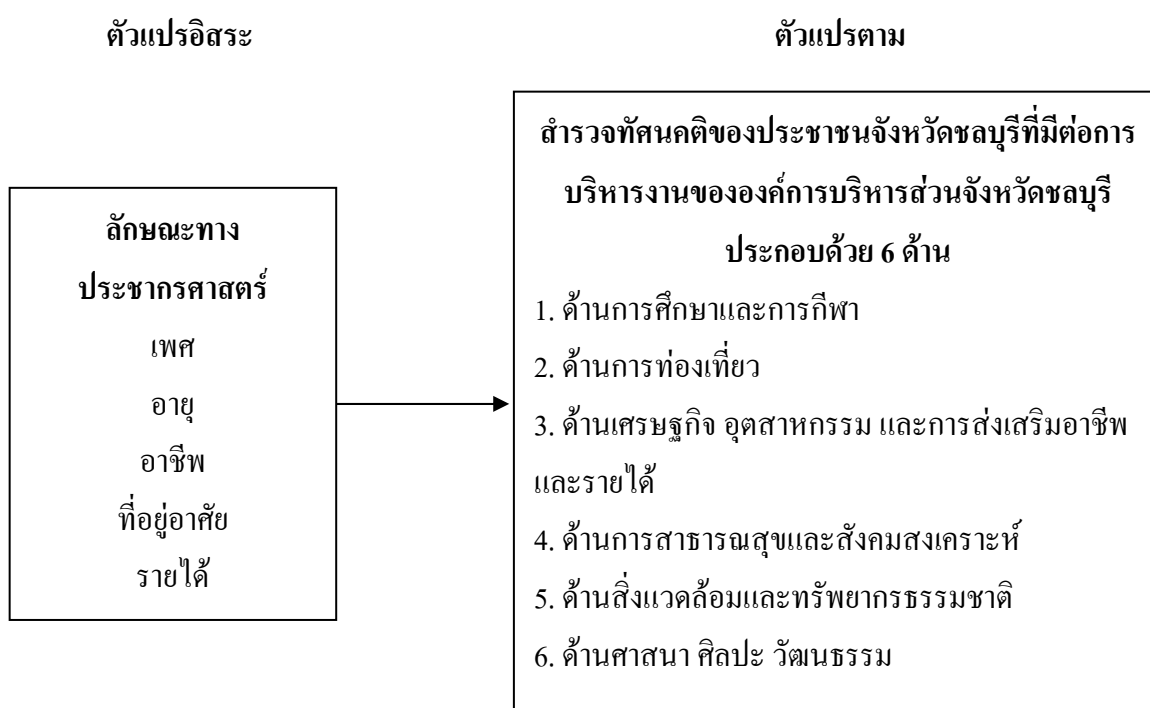 ตัวแปรอิสระ
ตัวแปรตาม
ลักษณะทาง
ประชากรศาสตร์
เพศ
อายุ
อาชีพ
ที่อยู่อาศัย
รายได้
สำรวจทัศนคติของประชาชนจังหวัดชลบุรีที่มีต่อการ
บริหารงานขององค์การบริหารส่วนจังหวัดชลบุรี
ประกอบด้วย 6 ด้าน
1. ด้านการศึกษาและการกีฬา
2. ด้านการท่องเที่ยว
3. ด้านเศรษฐกิจ อุตสาหกรรม และการส่งเสริมอาชีพ
และรายได้
4. ด้านการสาธารณสุขและสังคมสงเคราะห์
5. ด้านสิ่งแวดล้อมและทรัพยากรธรรมชาติ
6. ด้านศาสนา ศิลปะ วัฒนธรรม